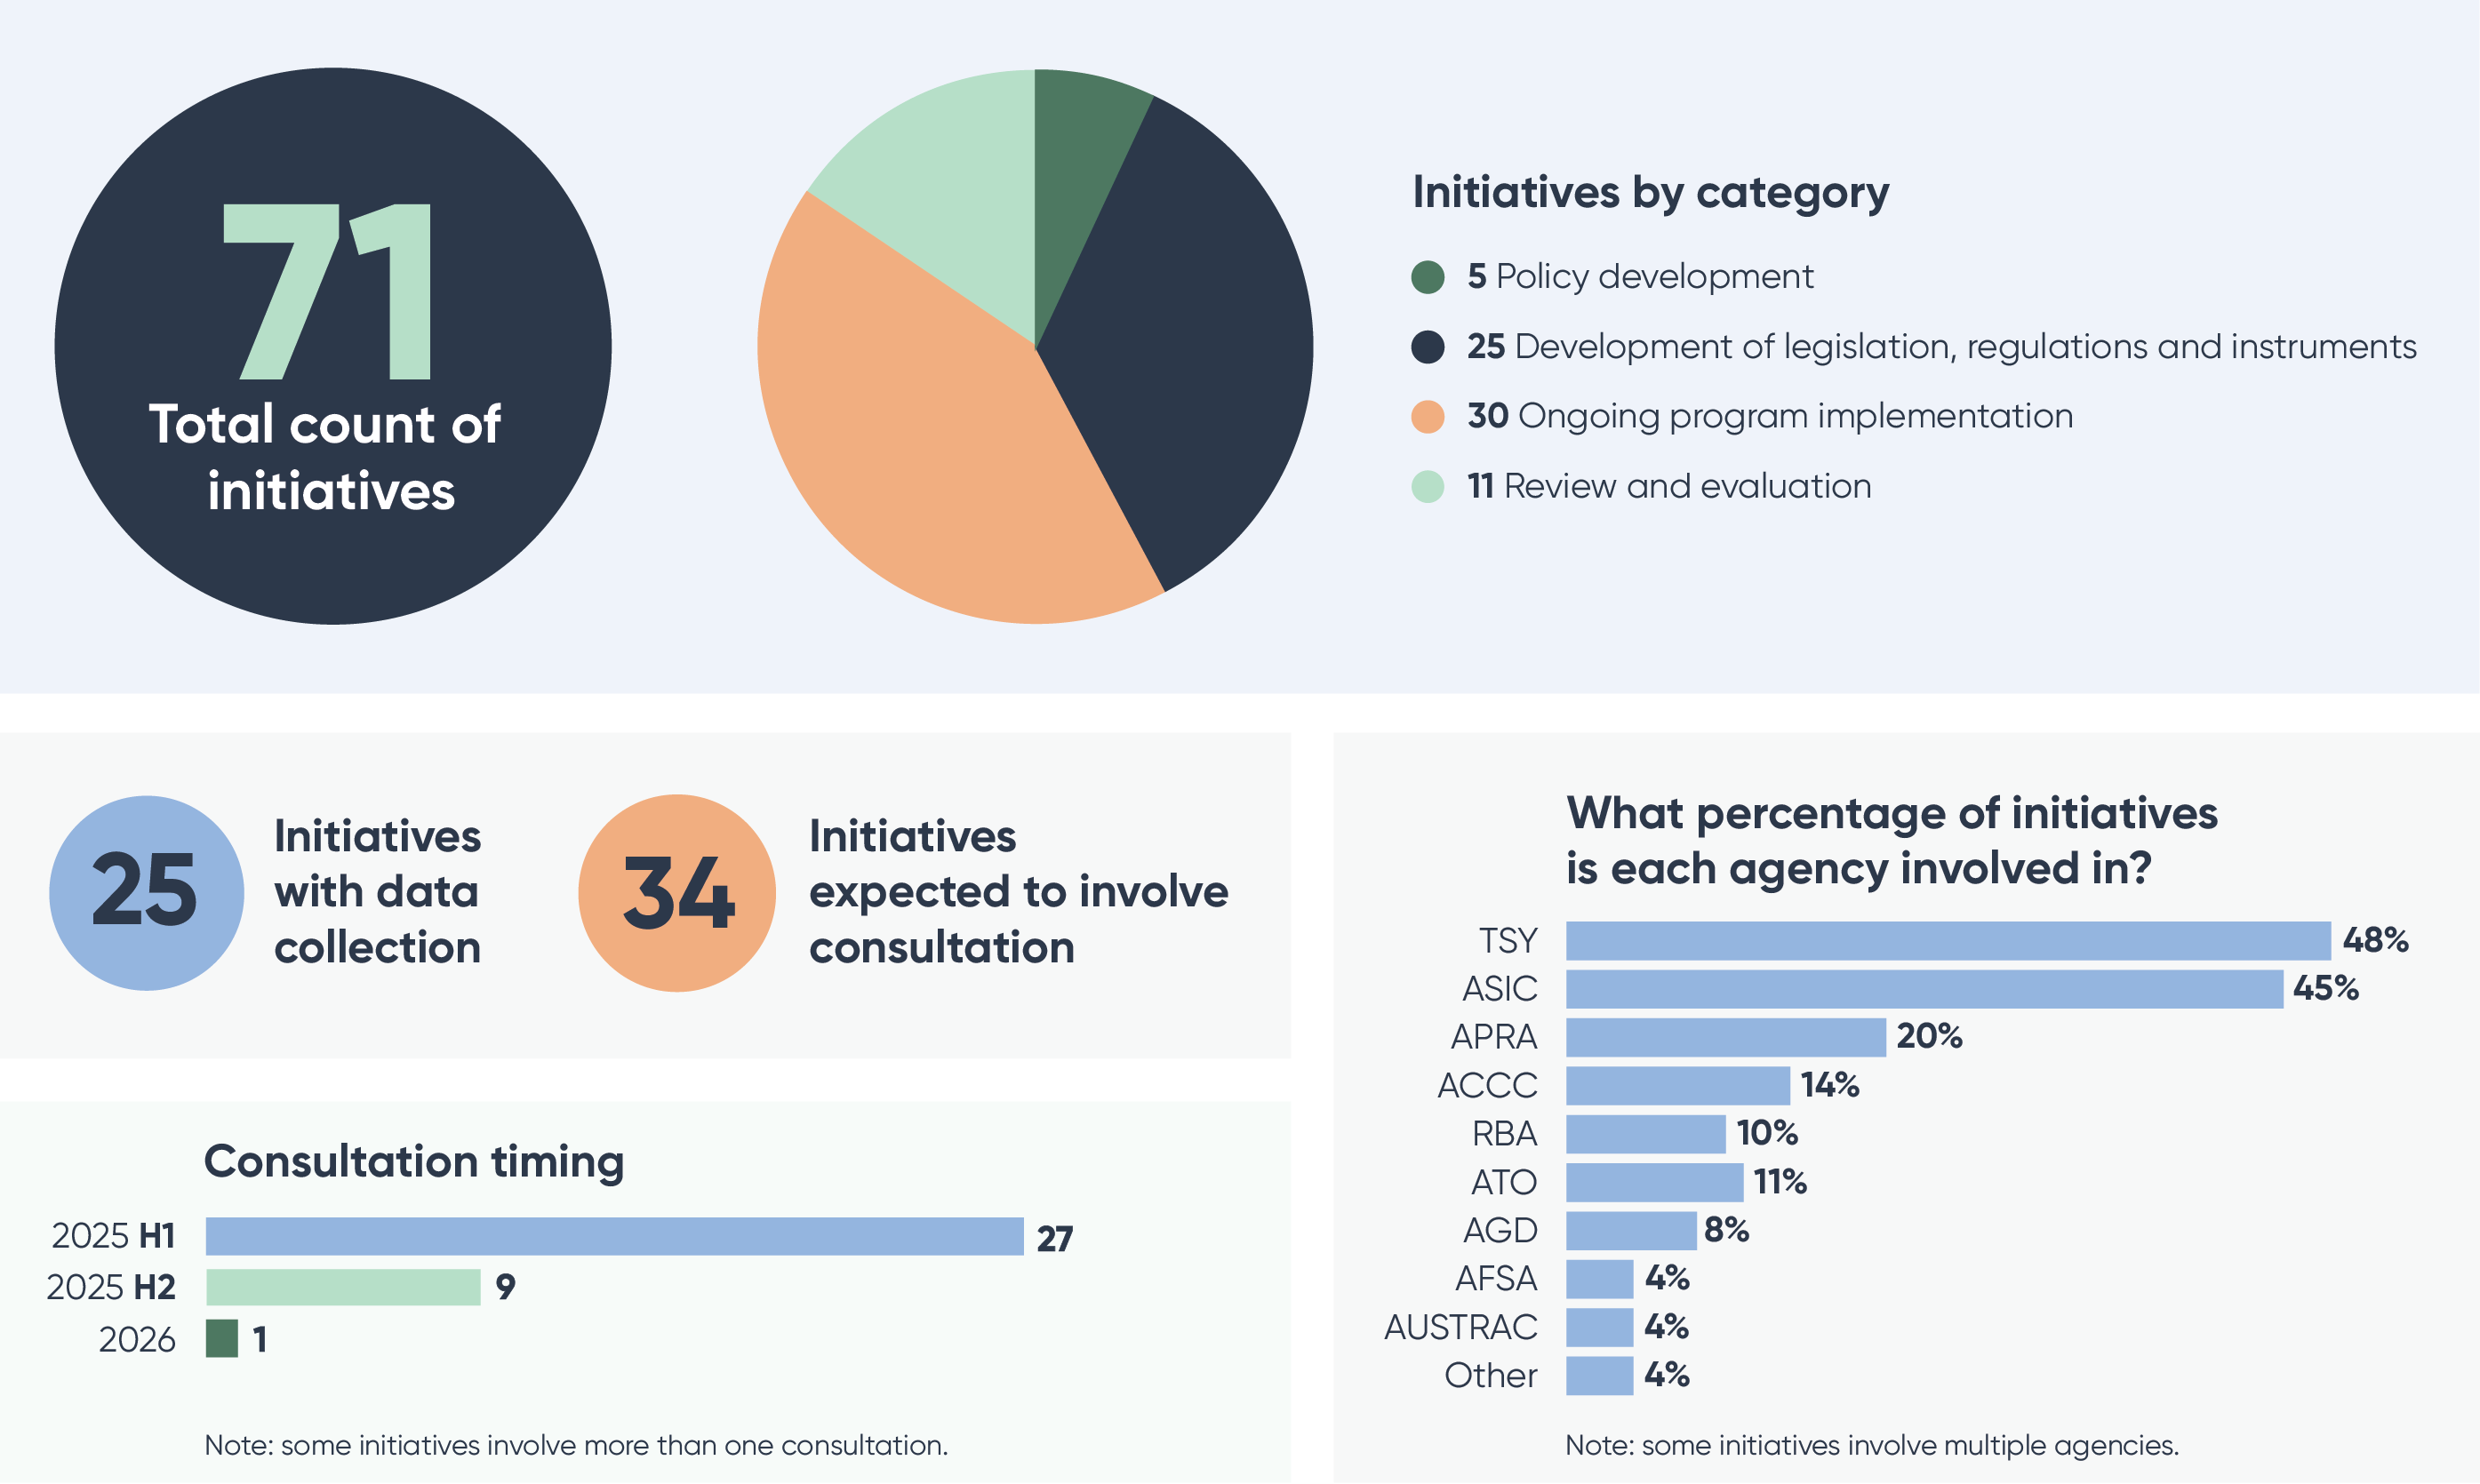 71
Total count of
initiatives
Initiatives by category
5 Policy development
25 Development of legislation, regulations and instruments
30 Ongoing program implementation
11 Review and evaluation
25
Initiatives
with data
collection
34
Initiatives
expected to involve
consultation
Consultation timing
2025 H1 27
2025 H2 9
2026 1
Note: some initiatives involve more than one consultation.
What percentage of initiatives
is each agency involved in?
TSY 48%
ASIC 45%
APRA 20%
ACCC 14%
RBA 10%
ATO 11%
AGD 8%
AFSA 4%
AUSTRAC 4%
Other 4%
Note: some initiatives involve multiple agencies.